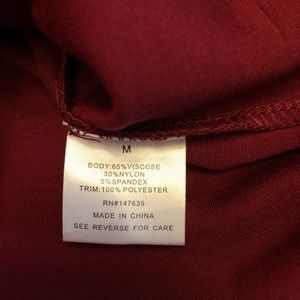 M
BODY:65%VISCOSE
30%NYLON
5%SPANDEX
TRIM:100% POLYESTER
RN#147635
MADE IN CHINA
SEE REVERSE FOR CARE